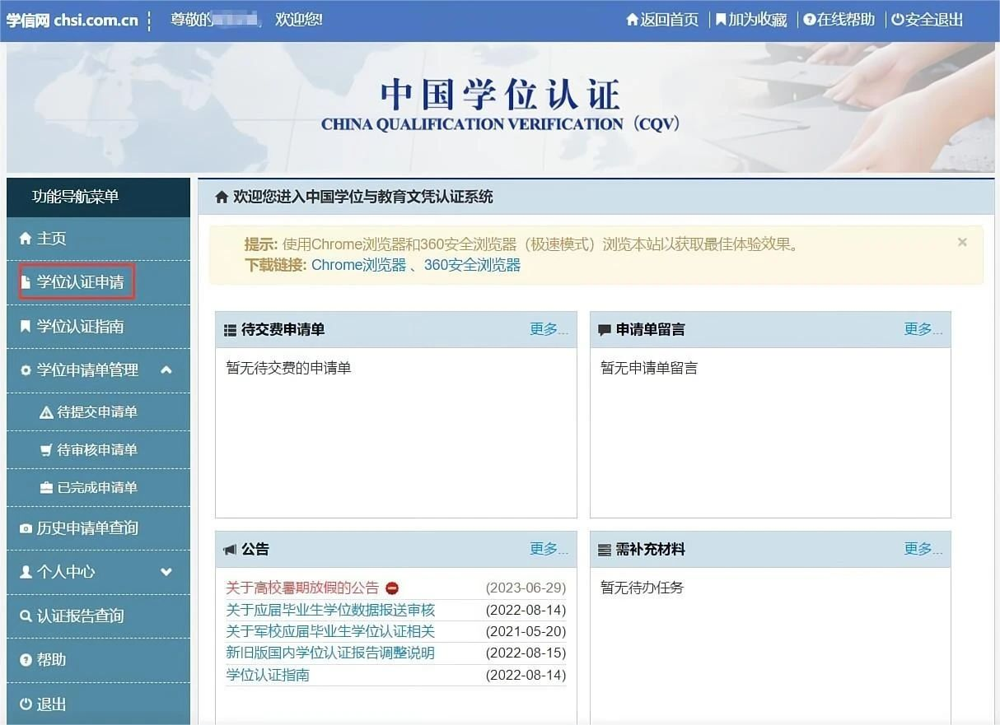 学信网 chsi.com.cn 尊敬的 欢迎您! 返回首页 加为收藏 在线帮助 安全退出
中国学位认证
CHINA QUALIFICATION VERIFICATION（CQV）
功能导航菜单
主页
学位认证申请
学位认证指南
学位申请单管理
待提交申请单
待审核申请单
已完成申请单
历史申请单查询
个人中心
认证报告查询
帮助
退出
欢迎您进入中国学位与教育文凭认证系统
提示: 使用Chrome浏览器和360安全浏览器（极速模式）浏览本站以获取最佳体验效果。 ×
下载链接: Chrome浏览器 、360安全浏览器
待交费申请单 更多...
暂无待交费的申请单
申请单留言 更多...
暂无申请单留言
公告 更多...
关于高校暑期放假的公告 (2023-06-29)
关于应届毕业生学位数据报送审核 (2022-08-14)
关于军校应届毕业生学位认证相关 (2021-05-20)
新旧版国内学位认证报告调整说明 (2022-08-15)
学位认证指南 (2022-08-14)
需补充材料 更多...
暂无待办任务